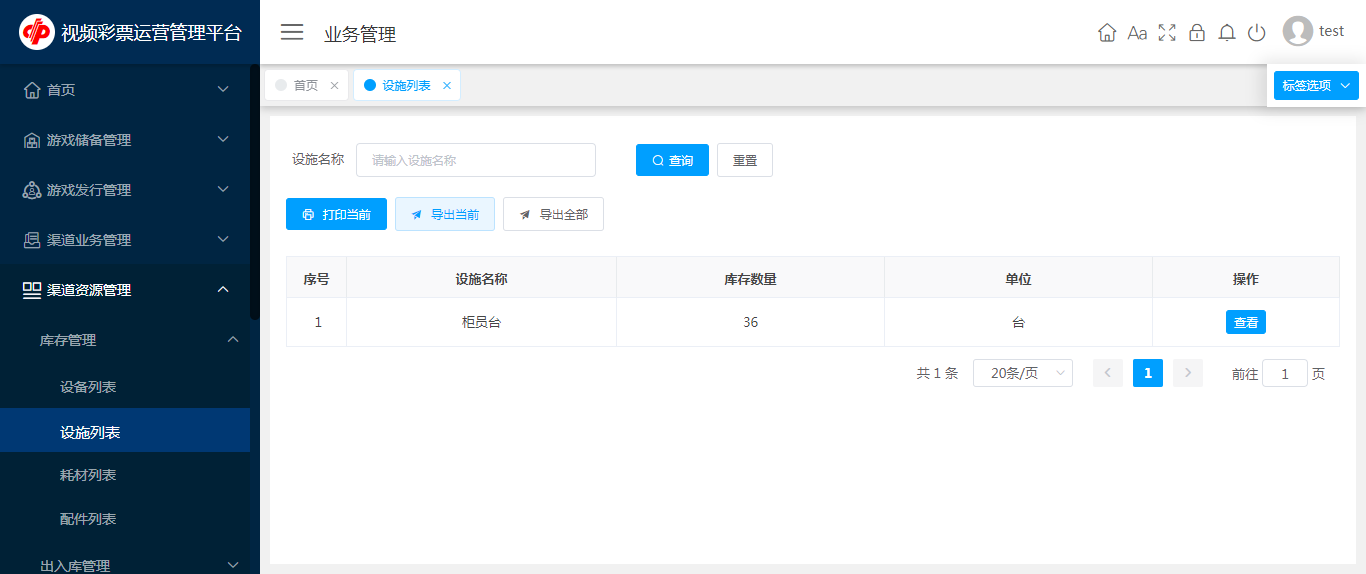 视频彩票运营管理平台
业务管理
Aa
test
首页
游戏储备管理
游戏发行管理
渠道业务管理
渠道资源管理
库存管理
设备列表
设施列表
耗材列表
配件列表
出入库管理
首页 × 设施列表 ×
标签选项
设施名称 请输入设施名称 查询 重置
打印当前 导出当前 导出全部
序号 设施名称 库存数量 单位 操作
1 柜员台 36 台 查看
共 1 条 20条/页 < 1 > 前往 1 页